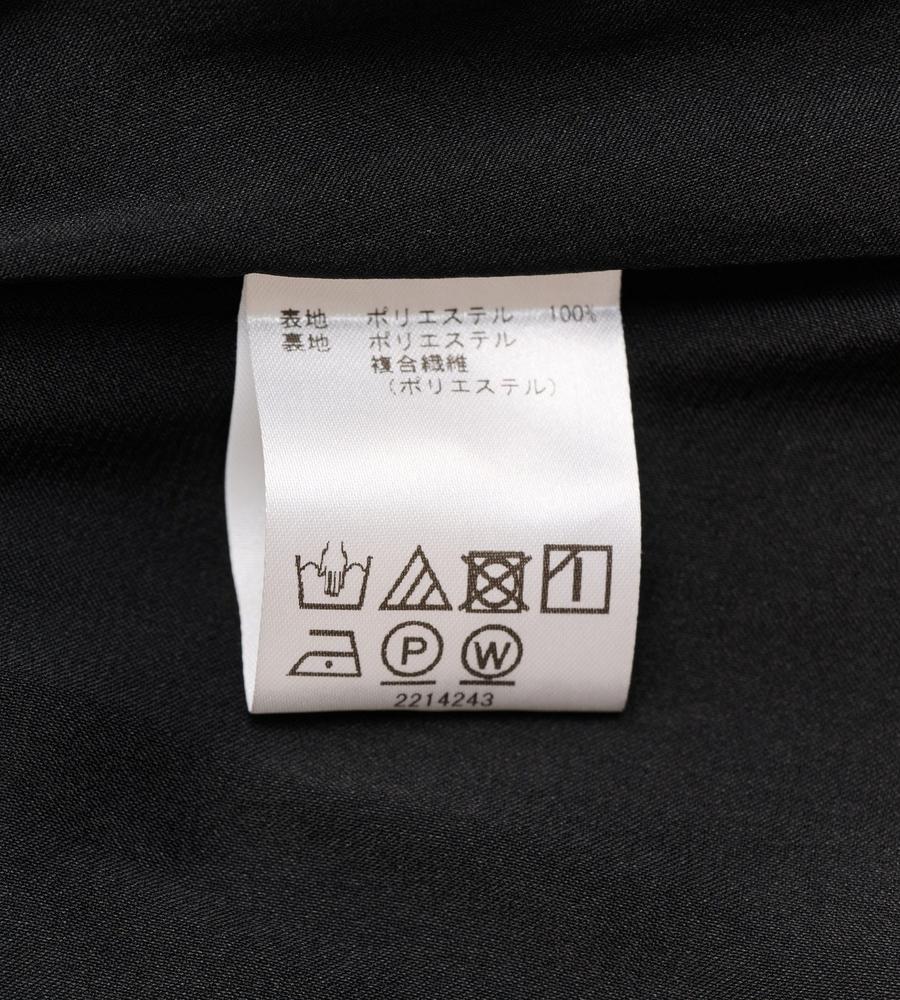 表地 ポリエステル 100%
裏地 ポリエステル
複合繊維
(ポリエステル)
P W
2214243